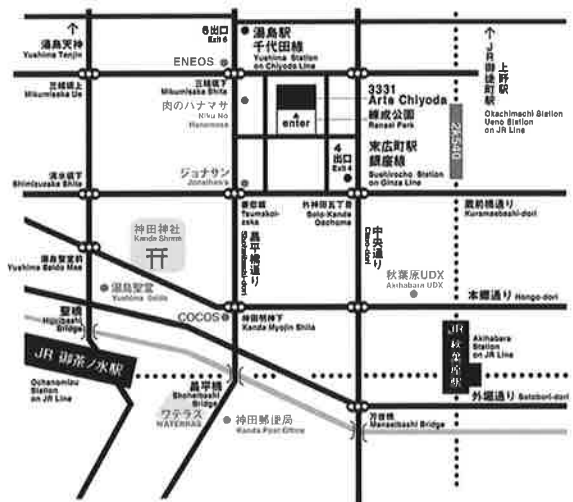 湯島天神
Yushima Tenjin
6出口
Exit 6
湯島駅
千代田線
Yushima Station
on Chiyoda Line
ENEOS
三組坂上
Mikumisaka Ue
三組坂下
Mikumisaka Shita
肉のハナマサ
Niku No
Hanamasa
enter
3331
Arts Chiyoda
練成公園
Rensei Park
上野駅
JR御徒町駅
Okachimachi Station
Ueno Station
on JR Line
2K540
4
出口
Exit 4
末広町駅
銀座線
Suehirocho Station
on Ginza Line
清水坂下
Shimizuzaka Shita
ジョナサン
Jonathan's
妻恋坂
Tsumakoi-
zaka
外神田五丁目
Soto-Kanda
Gochome
蔵前橋通り
Kuramaebashi-dori
神田神社
Kanda Shrine
昌平橋通り
Shoheibashi-dori
中央通り
Chuo-dori
湯島聖堂前
Yushima Seido Mae
湯島聖堂
Yushima Seido
秋葉原UDX
Akihabara UDX
本郷通り Hongo-dori
聖橋
Hijiribashi
Bridge
COCOS
神田明神下
Kanda Myojin Shita
JR 御茶ノ水駅
Ochanomizu
Station
on JR Line
JR 秋葉原駅
Akihabara
Station
on JR Line
昌平橋
Shoheibashi
Bridge
ワテラス
WATERRAS
神田郵便局
Kanda Post Office
外堀通り Sotobori-dori
万世橋
Manseibashi Bridge